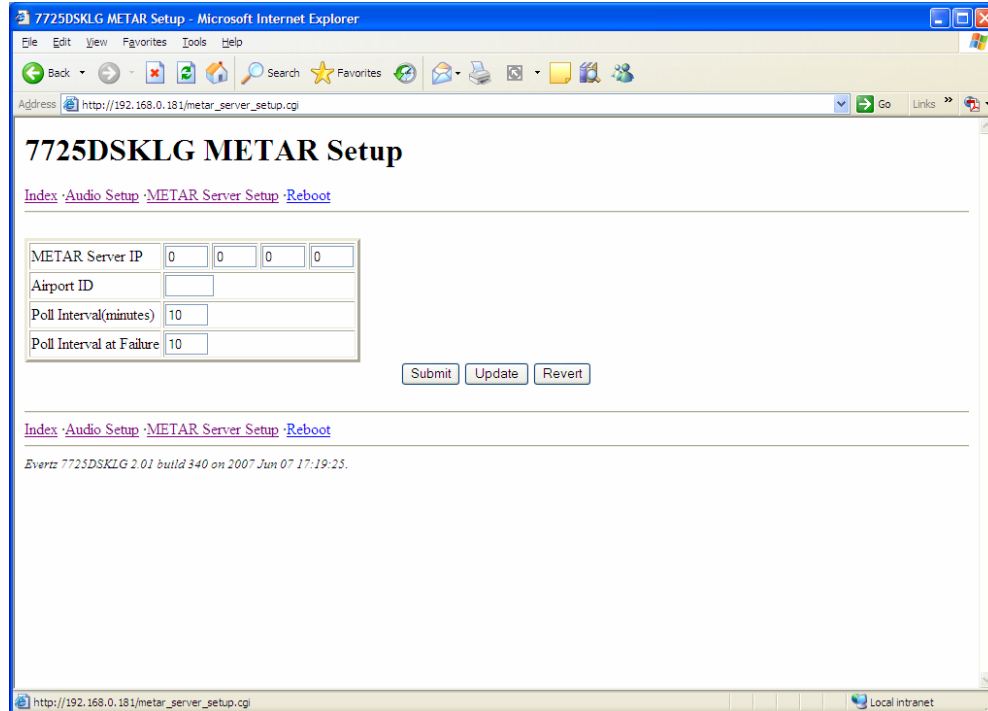 7725DSKLG METAR Setup - Microsoft Internet Explorer
File Edit View Favorites Tools Help
Back Search Favorites
Address http://192.168.0.181/metar_server_setup.cgi Go Links »
7725DSKLG METAR Setup
Index ·Audio Setup ·METAR Server Setup ·Reboot
METAR Server IP 0 0 0 0
Airport ID
Poll Interval(minutes) 10
Poll Interval at Failure 10
Submit Update Revert
Index ·Audio Setup ·METAR Server Setup ·Reboot
Evertz 7725DSKLG 2.01 build 340 on 2007 Jun 07 17:19:25.
http://192.168.0.181/metar_server_setup.cgi Local intranet